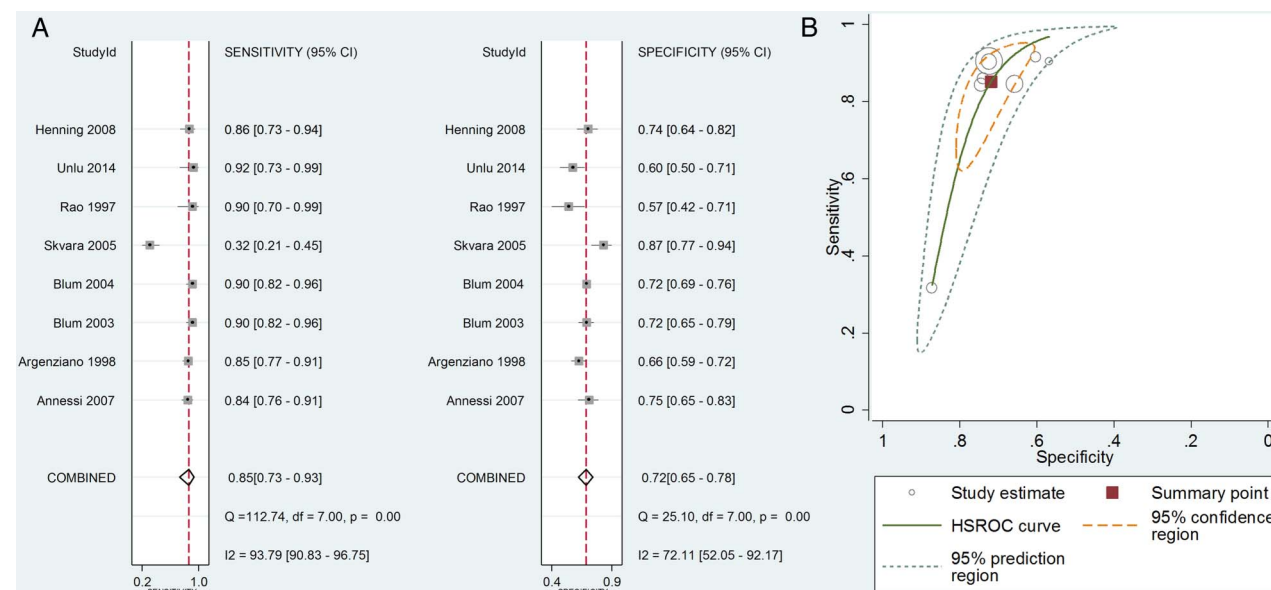 A
StudyId
SENSITIVITY (95% CI)
Henning 2008
0.86 [0.73 - 0.94]
Unlu 2014
0.92 [0.73 - 0.99]
Rao 1997
0.90 [0.70 - 0.99]
Skvara 2005
0.32 [0.21 - 0.45]
Blum 2004
0.90 [0.82 - 0.96]
Blum 2003
0.90 [0.82 - 0.96]
Argenziano 1998
0.85 [0.77 - 0.91]
Annessi 2007
0.84 [0.76 - 0.91]
COMBINED
0.85[0.73 - 0.93]
Q =112.74, df = 7.00, p = 0.00
I2 = 93.79 [90.83 - 96.75]
0.2 1.0
SENSITIVITY
StudyId
SPECIFICITY (95% CI)
Henning 2008
0.74 [0.64 - 0.82]
Unlu 2014
0.60 [0.50 - 0.71]
Rao 1997
0.57 [0.42 - 0.71]
Skvara 2005
0.87 [0.77 - 0.94]
Blum 2004
0.72 [0.69 - 0.76]
Blum 2003
0.72 [0.65 - 0.79]
Argenziano 1998
0.66 [0.59 - 0.72]
Annessi 2007
0.75 [0.65 - 0.83]
COMBINED
0.72[0.65 - 0.78]
Q = 25.10, df = 7.00, p = 0.00
I2 = 72.11 [52.05 - 92.17]
0.4 0.9
SPECIFICITY
B
1
.8
.6
.4
.2
0
Sensitivity
1 .8 .6 .4 .2 0
Specificity
Study estimate
Summary point
HSROC curve
95% confidence
region
95% prediction
region